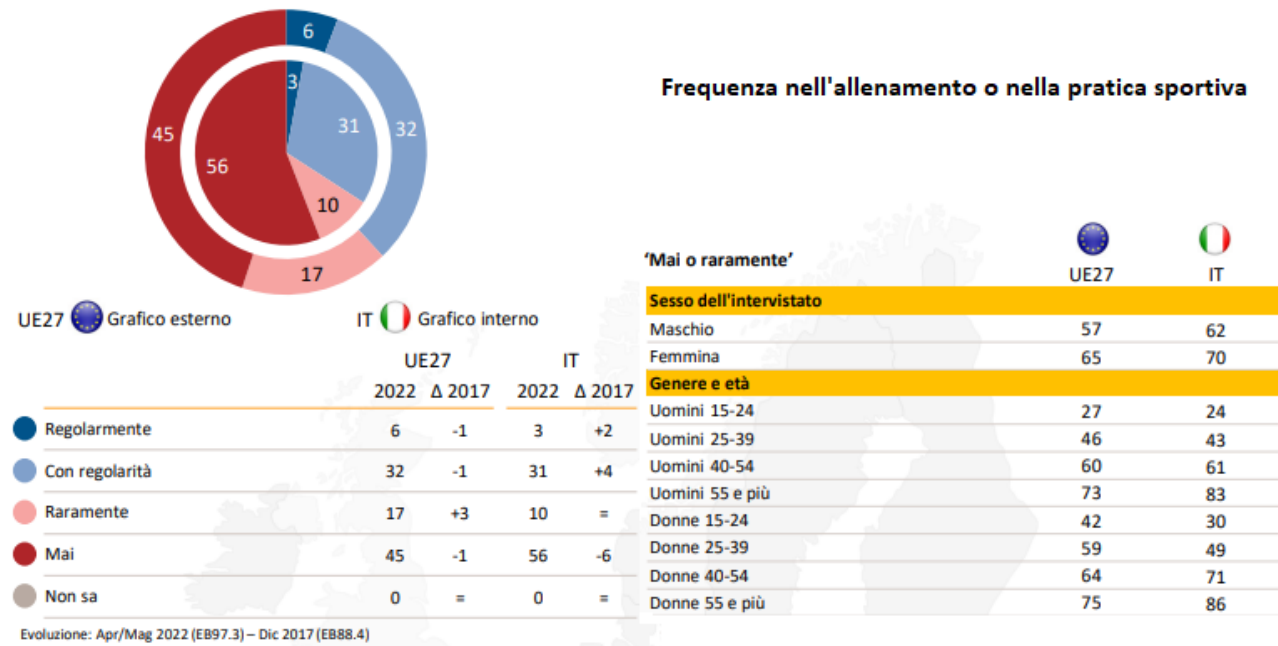 6
3
45
31
32
56
10
17
UE27 Grafico esterno IT Grafico interno
UE27 IT
2022 Δ 2017 2022 Δ 2017
Regolarmente 6 -1 3 +2
Con regolarità 32 -1 31 +4
Raramente 17 +3 10 =
Mai 45 -1 56 -6
Non sa 0 = 0 =
Evoluzione: Apr/Mag 2022 (EB97.3) – Dic 2017 (EB88.4)
Frequenza nell'allenamento o nella pratica sportiva
‘Mai o raramente’
UE27 IT
Sesso dell'intervistato
Maschio 57 62
Femmina 65 70
Genere e età
Uomini 15-24 27 24
Uomini 25-39 46 43
Uomini 40-54 60 61
Uomini 55 e più 73 83
Donne 15-24 42 30
Donne 25-39 59 49
Donne 40-54 64 71
Donne 55 e più 75 86